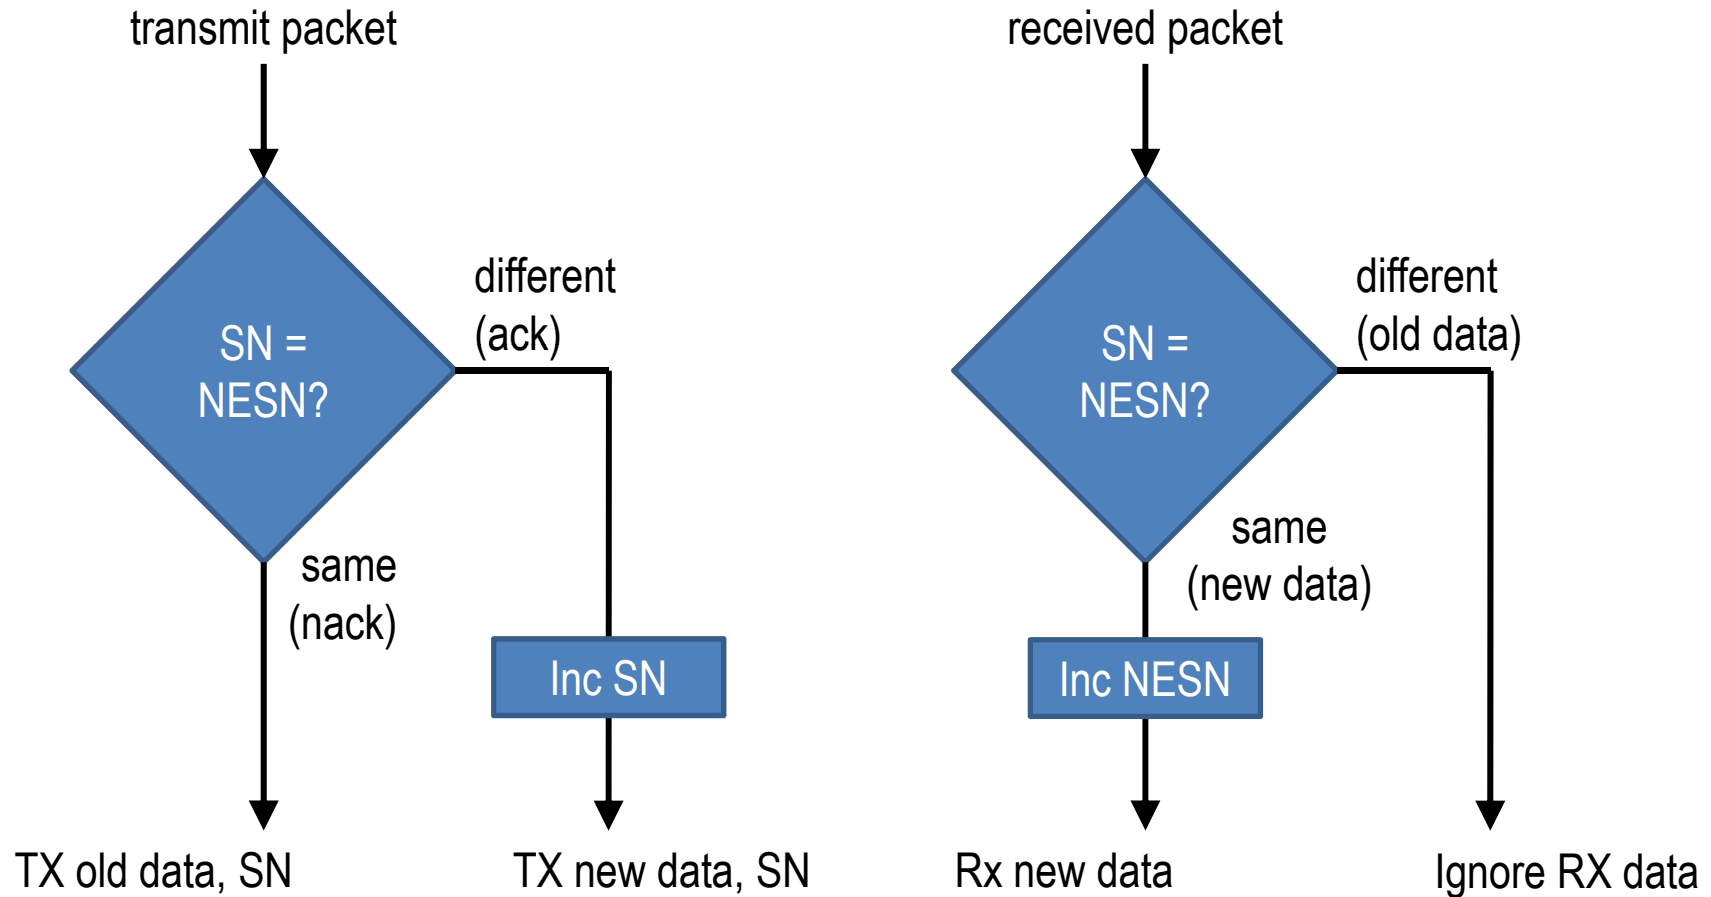 transmit packet
SN =
NESN?
different
(ack)
same
(nack)
Inc SN
TX old data, SN
TX new data, SN
received packet
SN =
NESN?
different
(old data)
same
(new data)
Inc NESN
Rx new data
Ignore RX data